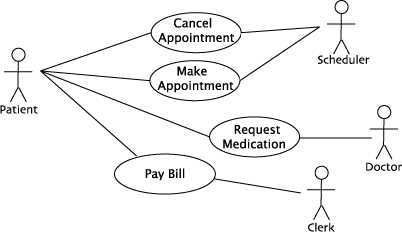 Cancel
Appointment
Scheduler
Make
Appointment
Patient
Request
Medication
Doctor
Pay Bill
Clerk